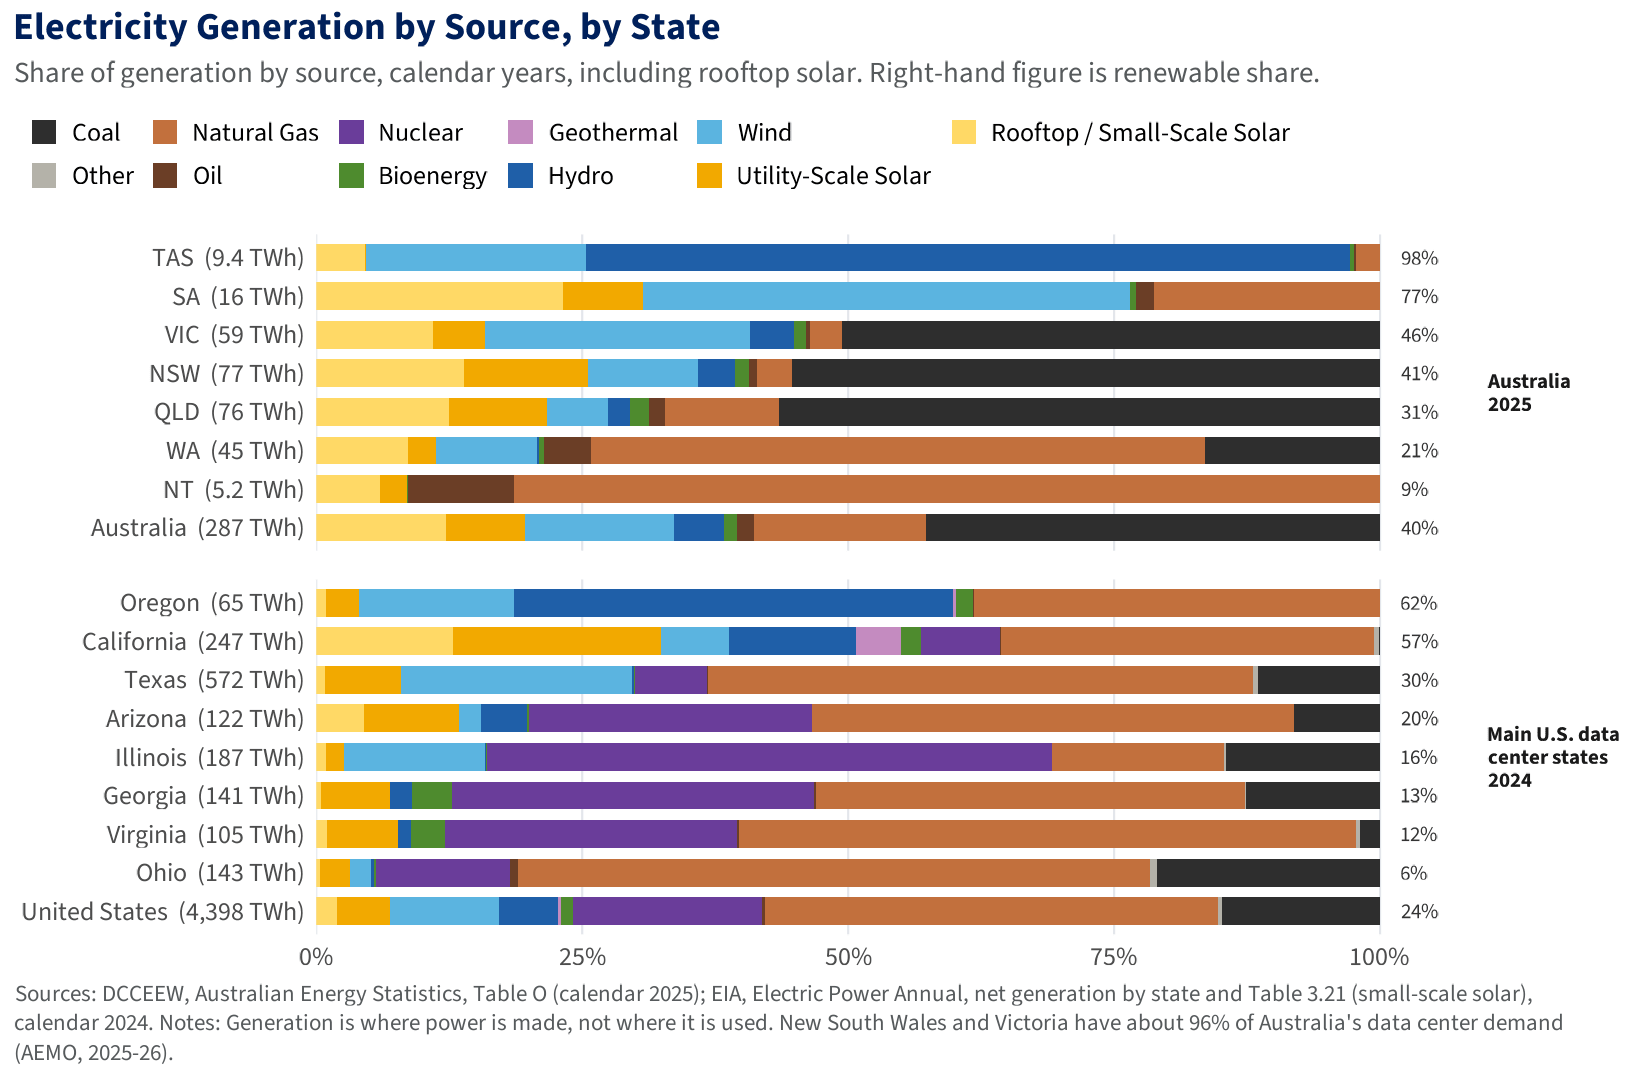 Electricity Generation by Source, by State
Share of generation by source, calendar years, including rooftop solar. Right-hand figure is renewable share.
Coal Natural Gas Nuclear Geothermal Wind Rooftop / Small-Scale Solar
Other Oil Bioenergy Hydro Utility-Scale Solar
TAS (9.4 TWh) 98%
SA (16 TWh) 77%
VIC (59 TWh) 46%
NSW (77 TWh) 41%
QLD (76 TWh) 31%
WA (45 TWh) 21%
NT (5.2 TWh) 9%
Australia (287 TWh) 40%
Australia
2025
Oregon (65 TWh) 62%
California (247 TWh) 57%
Texas (572 TWh) 30%
Arizona (122 TWh) 20%
Illinois (187 TWh) 16%
Georgia (141 TWh) 13%
Virginia (105 TWh) 12%
Ohio (143 TWh) 6%
United States (4,398 TWh) 24%
Main U.S. data
center states
2024
0% 25% 50% 75% 100%
Sources: DCCEEW, Australian Energy Statistics, Table O (calendar 2025); EIA, Electric Power Annual, net generation by state and Table 3.21 (small-scale solar),
calendar 2024. Notes: Generation is where power is made, not where it is used. New South Wales and Victoria have about 96% of Australia's data center demand
(AEMO, 2025-26).